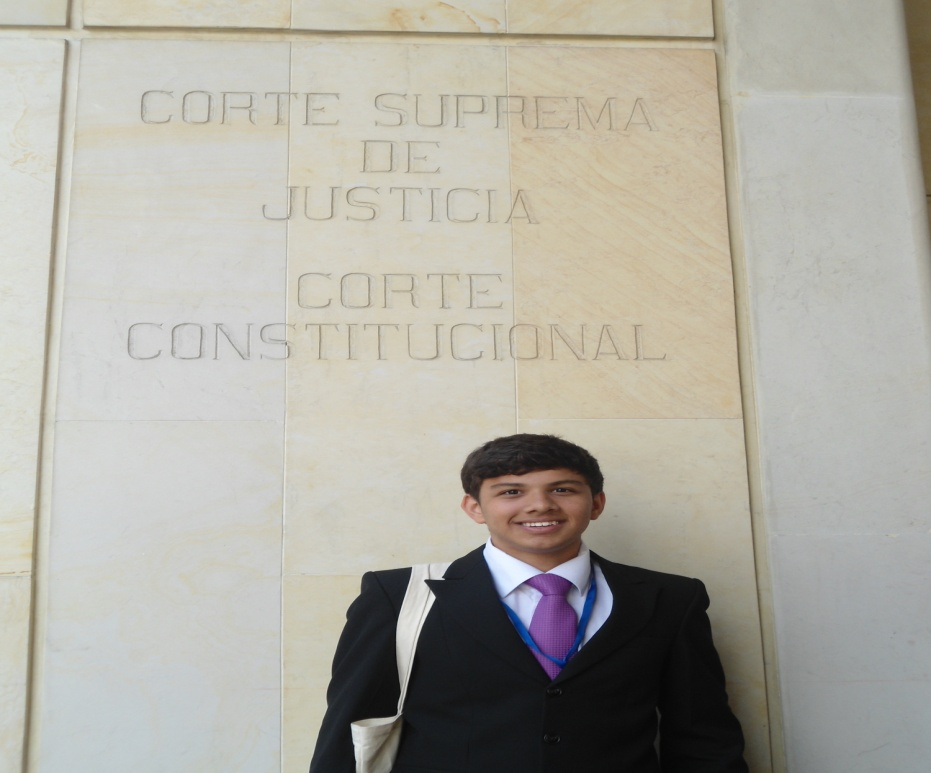 CORTE SUPREMA
DE
JUSTICIA
CORTE
CONSTITUCIONAL